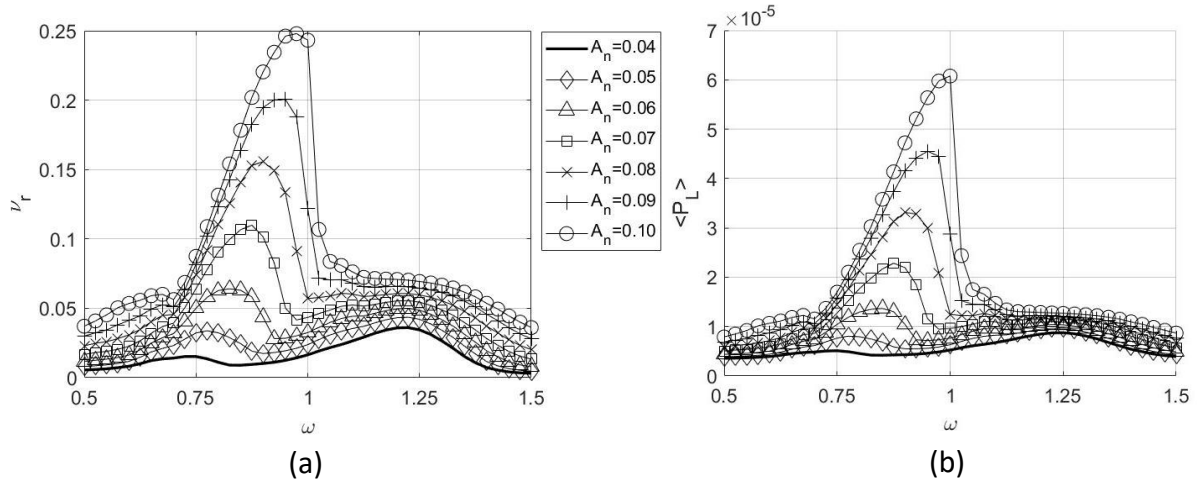 0.25
0.2
0.15
0.1
0.05
0
ν_r
0.5
0.75
1
1.25
1.5
ω
(a)
A_n=0.04
A_n=0.05
A_n=0.06
A_n=0.07
A_n=0.08
A_n=0.09
A_n=0.10
× 10^-5
7
6
5
4
3
2
1
0
<P_L>
0.5
0.75
1
1.25
1.5
ω
(b)